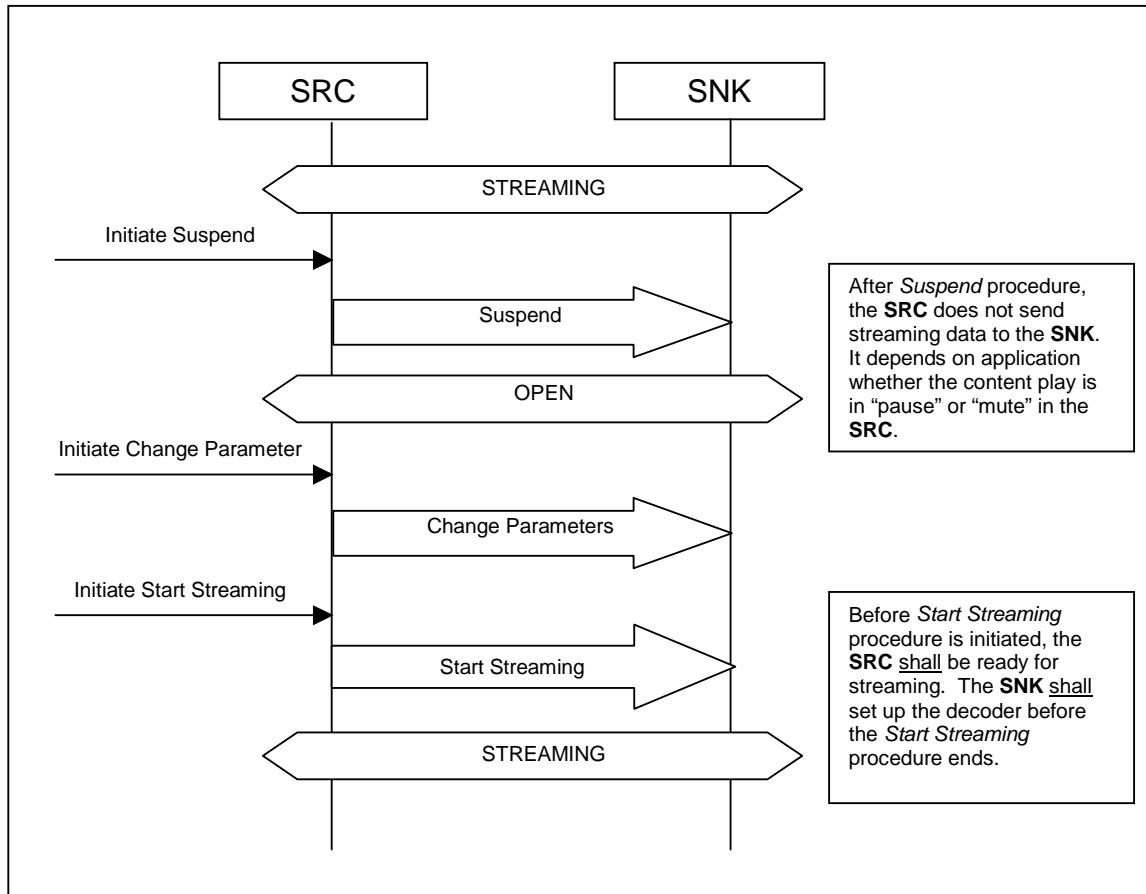 SRC
SNK
STREAMING
Initiate Suspend
Suspend
After Suspend procedure,
the SRC does not send
streaming data to the SNK.
It depends on application
whether the content play is
in “pause” or “mute” in the
SRC.
OPEN
Initiate Change Parameter
Change Parameters
Initiate Start Streaming
Start Streaming
Before Start Streaming
procedure is initiated, the
SRC shall be ready for
streaming.  The SNK shall
set up the decoder before
the Start Streaming
procedure ends.
STREAMING